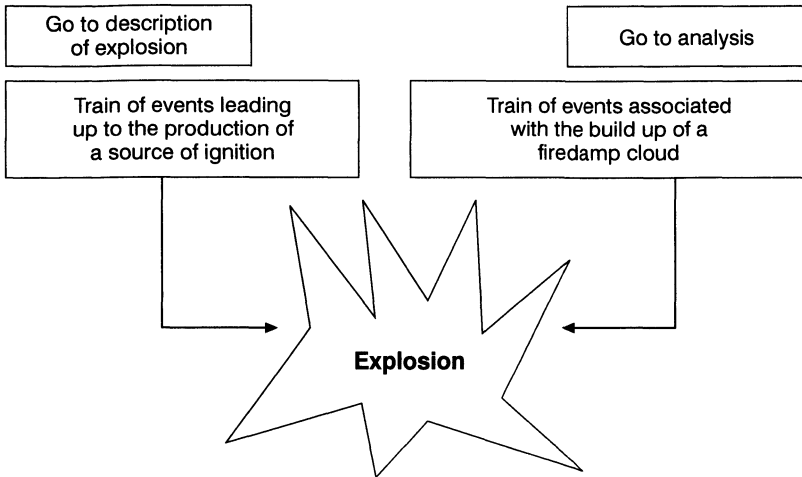 Go to description
of explosion
Go to analysis
Train of events leading
up to the production of
a source of ignition
Train of events associated
with the build up of a
firedamp cloud
Explosion